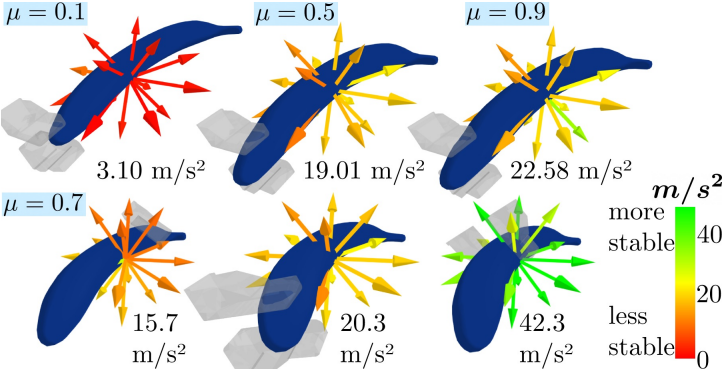 μ = 0.1
μ = 0.5
μ = 0.9
3.10 m/s²
19.01 m/s²
22.58 m/s²
μ = 0.7
15.7
m/s²
20.3
m/s²
42.3
m/s²
m/s²
more
stable
less
stable
40
20
0